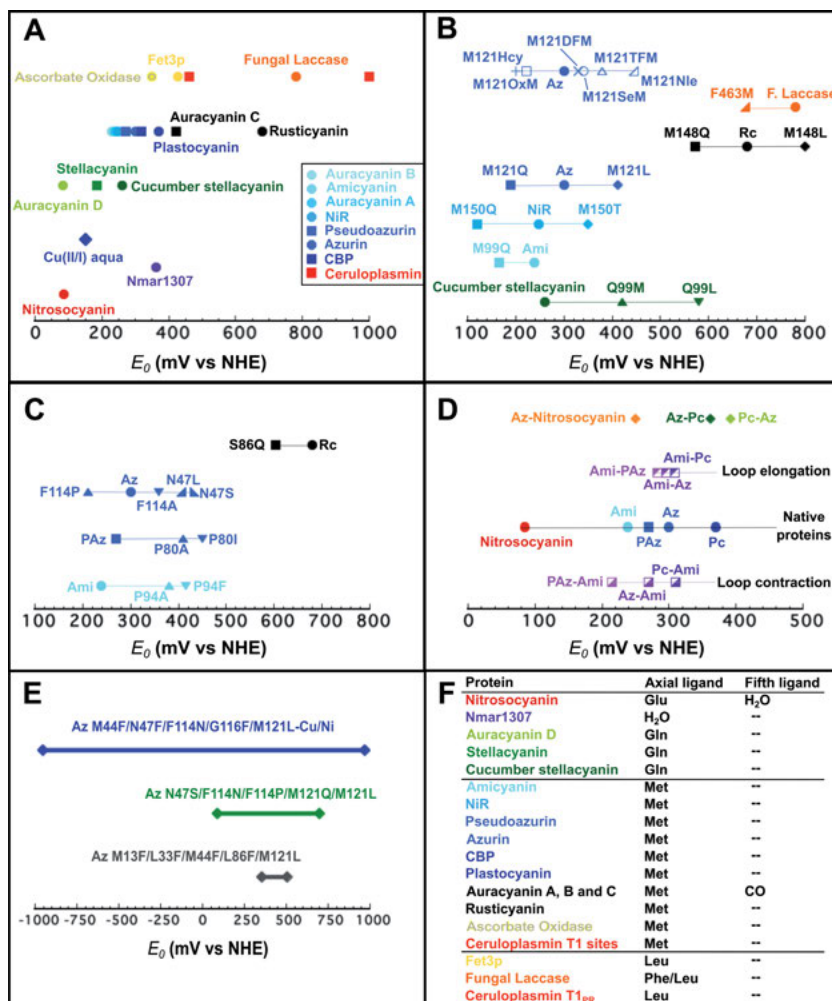 A
Fet3p
Fungal Laccase
Ascorbate Oxidase
Auracyanin C
Rusticyanin
Plastocyanin
Stellacyanin
Cucumber stellacyanin
Auracyanin D
Cu(II/I) aqua
Nmar1307
Nitrosocyanin
Auracyanin B
Amicyanin
Auracyanin A
NiR
Pseudoazurin
Azurin
CBP
Ceruloplasmin
0 200 400 600 800 1000
E0 (mV vs NHE)
B
M121DFM
M121Hcy M121TFM
M121OxM Az M121SeM M121Nle
F463M F. Laccase
M148Q Rc M148L
M121Q Az M121L
M150Q NiR M150T
M99Q Ami
Cucumber stellacyanin Q99M Q99L
100 200 300 400 500 600 700 800
E0 (mV vs NHE)
C
S86Q Rc
Az N47L
F114P F114A N47S
PAz P80A P80I
Ami P94A P94F
100 200 300 400 500 600 700 800
E0 (mV vs NHE)
D
Az-Nitrosocyanin Az-Pc Pc-Az
Ami-Pc
Ami-PAz Loop elongation
Ami-Az
Ami Az Native
Nitrosocyanin PAz Pc proteins
Pc-Ami
PAz-Ami Loop contraction
Az-Ami
0 100 200 300 400 500
E0 (mV vs NHE)
E
Az M44F/N47F/F114N/G116F/M121L-Cu/Ni
Az N47S/F114N/F114P/M121Q/M121L
Az M13F/L33F/M44F/L86F/M121L
-1000 -750 -500 -250 0 250 500 750 1000
E0 (mV vs NHE)
F
Protein Axial ligand Fifth ligand
Nitrosocyanin Glu H2O
Nmar1307 H2O --
Auracyanin D Gln --
Stellacyanin Gln --
Cucumber stellacyanin Gln --
Amicyanin Met --
NiR Met --
Pseudoazurin Met --
Azurin Met --
CBP Met --
Plastocyanin Met --
Auracyanin A, B and C Met CO
Rusticyanin Met --
Ascorbate Oxidase Met --
Ceruloplasmin T1 sites Met --
Fet3p Leu --
Fungal Laccase Phe/Leu --
Ceruloplasmin T1PR Leu --